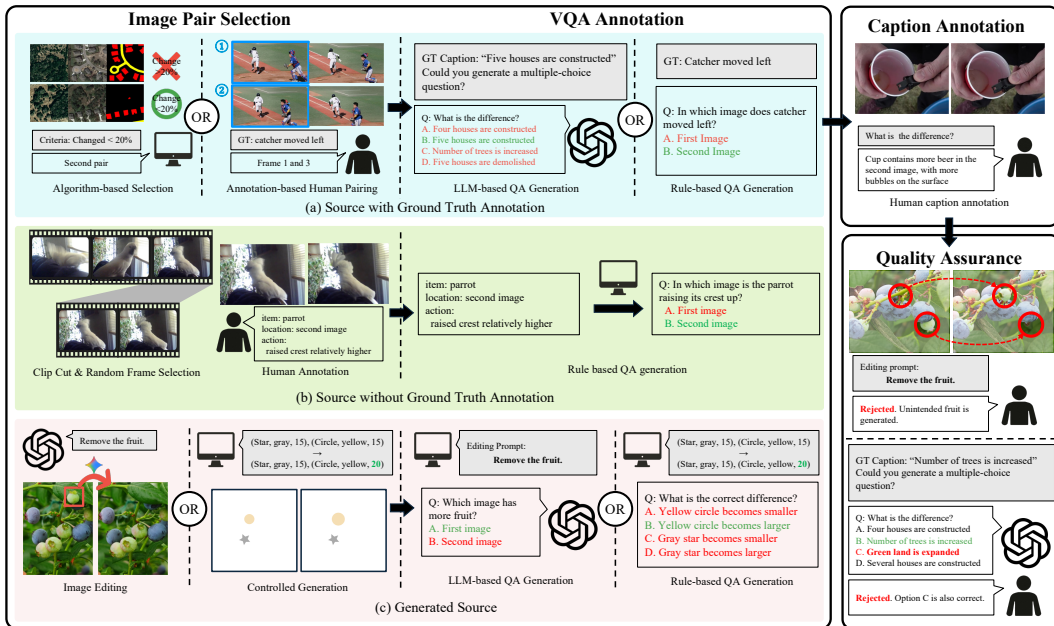 Image Pair Selection
VQA Annotation
Change
>20%
Change
<20%
Criteria: Changed < 20%
Second pair
Algorithm-based Selection
OR
①
②
GT: catcher moved left
Frame 1 and 3
Annotation-based Human Pairing
GT Caption: “Five houses are constructed”
Could you generate a multiple-choice
question?
Q: What is the difference?
A. Four houses are constructed
B. Five houses are constructed
C. Number of trees is increased
D. Five houses are demolished
LLM-based QA Generation
OR
GT: Catcher moved left
Q: In which image does catcher
moved left?
A. First Image
B. Second Image
Rule-based QA Generation
(a) Source with Ground Truth Annotation
Clip Cut & Random Frame Selection
item: parrot
location: second image
action:
raised crest relatively higher
Human Annotation
item: parrot
location: second image
action:
raised crest relatively higher
Q: In which image is the parrot
raising its crest up?
A. First image
B. Second image
Rule based QA generation
(b) Source without Ground Truth Annotation
Remove the fruit.
Image Editing
OR
(Star, gray, 15), (Circle, yellow, 15)
→
(Star, gray, 15), (Circle, yellow, 20)
Controlled Generation
Editing Prompt:
Remove the fruit.
Q: Which image has
more fruit?
A. First image
B. Second image
LLM-based QA Generation
OR
(Star, gray, 15), (Circle, yellow, 15)
→
(Star, gray, 15), (Circle, yellow, 20)
Q: What is the correct difference?
A. Yellow circle becomes smaller
B. Yellow circle becomes larger
C. Gray star becomes smaller
D. Gray star becomes larger
Rule-based QA Generation
(c) Generated Source
Caption Annotation
What is the difference?
Cup contains more beer in the
second image, with more
bubbles on the surface
Human caption annotation
Quality Assurance
Editing prompt:
Remove the fruit.
Rejected. Unintended fruit is
generated.
GT Caption: “Number of trees is increased”
Could you generate a multiple-choice
question?
Q: What is the difference?
A. Four houses are constructed
B. Number of trees is increased
C. Green land is expanded
D. Several houses are constructed
Rejected. Option C is also correct.